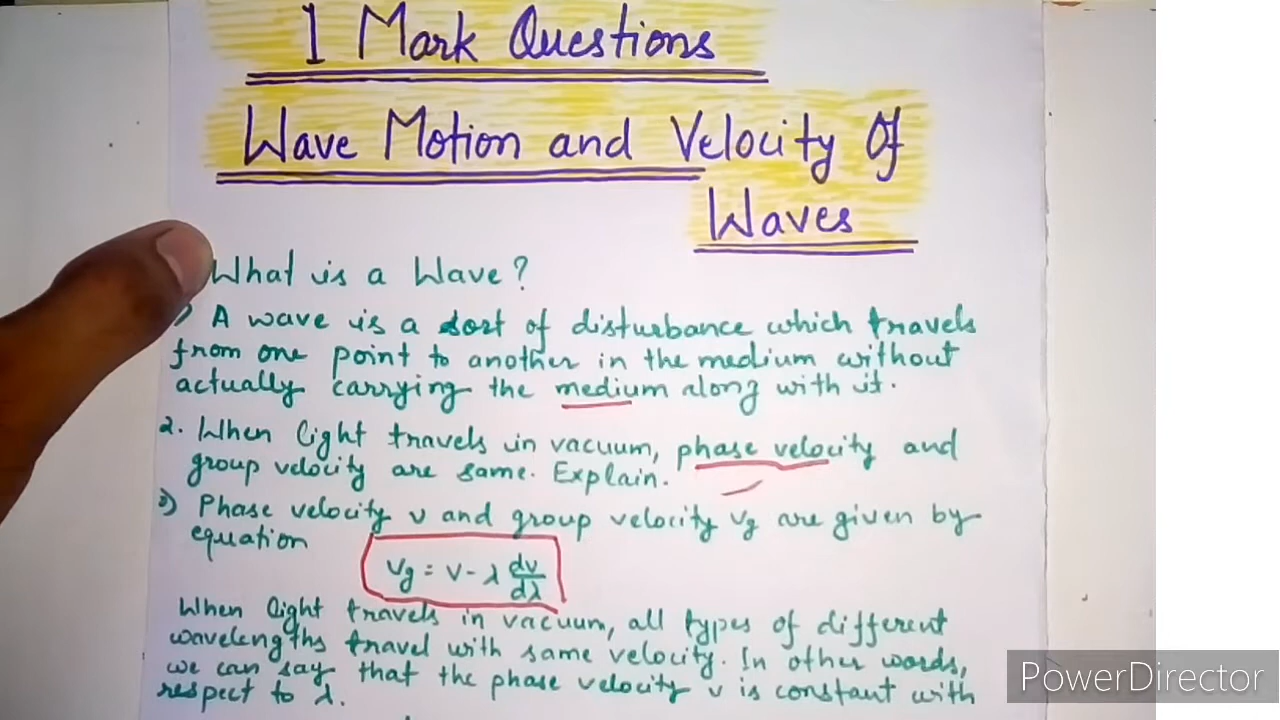 1 Mark Questions
Wave Motion and Velocity Of
Waves
What is a Wave?
) A wave is a sort of disturbance which travels
from one point to another in the medium without
actually carrying the medium along with it.
2. When light travels in vacuum, phase velocity and
group velocity are same. Explain.
) Phase velocity v and group velocity vg are given by
equation
vg = v - λ dv/dλ
When light travels in vacuum, all types of different
wavelengths travel with same velocity. In other words,
we can say that the phase velocity v is constant with
respect to λ.
PowerDirector